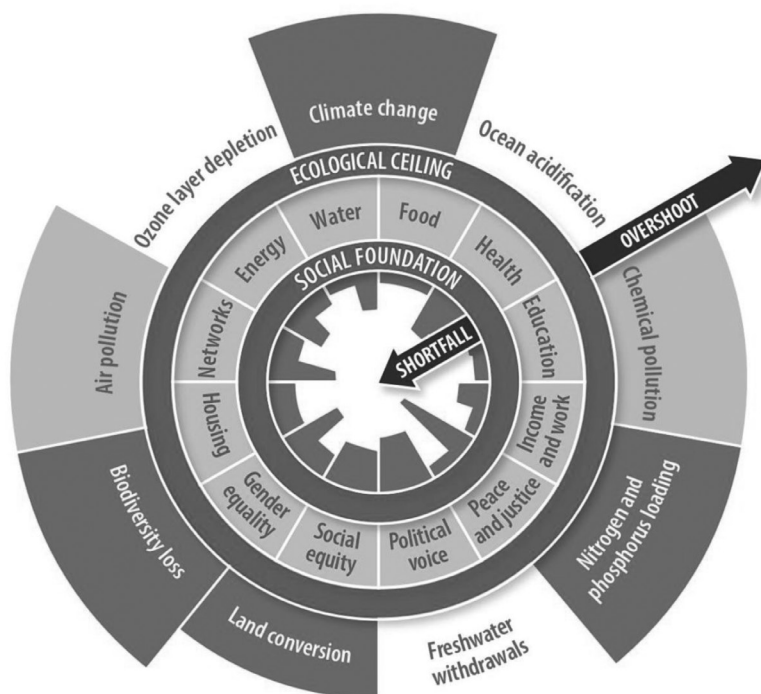 Climate change
Ocean acidification
OVERSHOOT
Chemical pollution
Nitrogen and
phosphorus loading
Freshwater
withdrawals
Land conversion
Biodiversity loss
Air pollution
Ozone layer depletion
ECOLOGICAL CEILING
Water
Food
Health
Education
Income
and work
Peace
and justice
Political
voice
Social
equity
Gender
equality
Housing
Networks
Energy
SOCIAL FOUNDATION
SHORTFALL